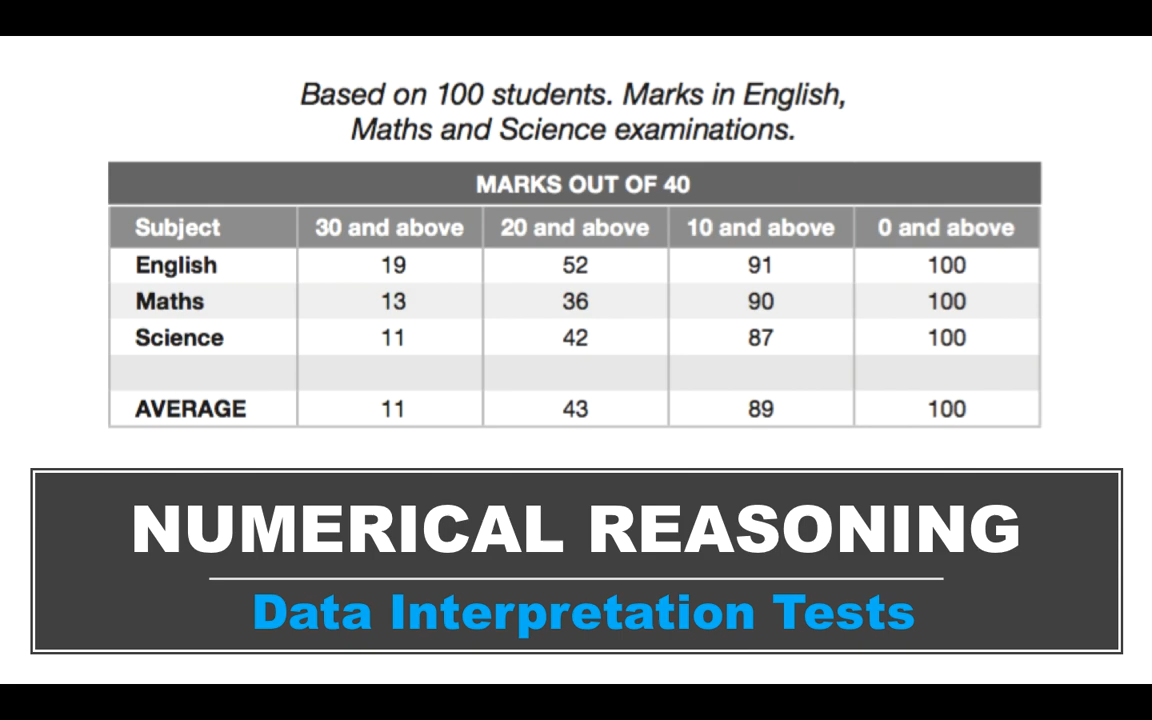 Based on 100 students. Marks in English,
Maths and Science examinations.
MARKS OUT OF 40
Subject 30 and above 20 and above 10 and above 0 and above
English 19 52 91 100
Maths 13 36 90 100
Science 11 42 87 100
AVERAGE 11 43 89 100
NUMERICAL REASONING
Data Interpretation Tests